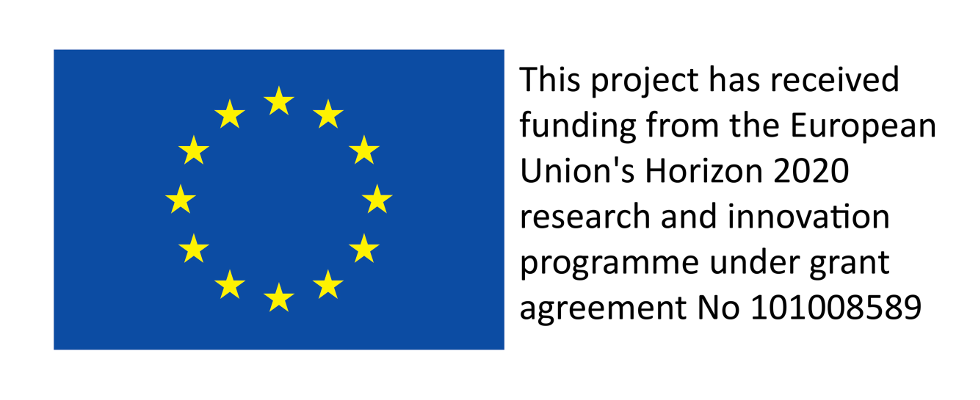 This project has received
funding from the European
Union's Horizon 2020
research and innovation
programme under grant
agreement No 101008589